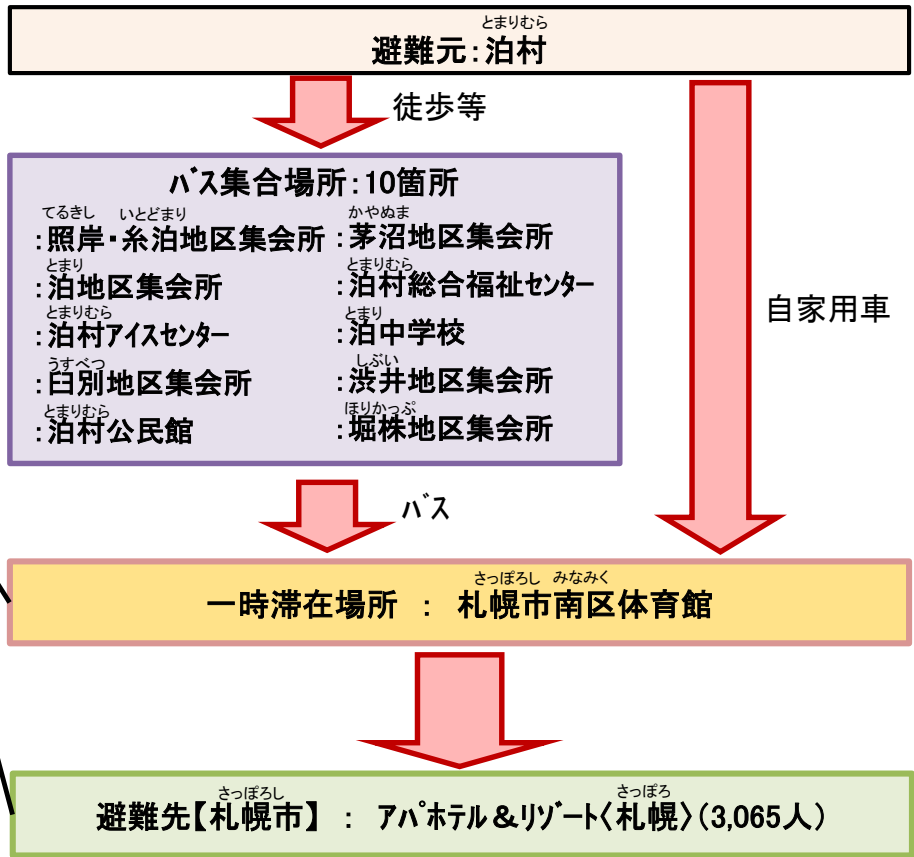 とまりむら
避難元：泊村
徒歩等
バス集合場所：10箇所
てるきし いとどまり
：照岸・糸泊地区集会所
とまり
：泊地区集会所
とまりむら
：泊村アイスセンター
うすべつ
：臼別地区集会所
とまりむら
：泊村公民館
かやぬま
：茅沼地区集会所
とまりむら
：泊村総合福祉センター
とまり
：泊中学校
しぶい
：渋井地区集会所
ほりかっぷ
：堀株地区集会所
自家用車
バス
さっぽろし みなみく
一時滞在場所 ： 札幌市南区体育館
さっぽろし さっぽろ
避難先【札幌市】 ： アパホテル＆リゾート〈札幌〉（3,065人）